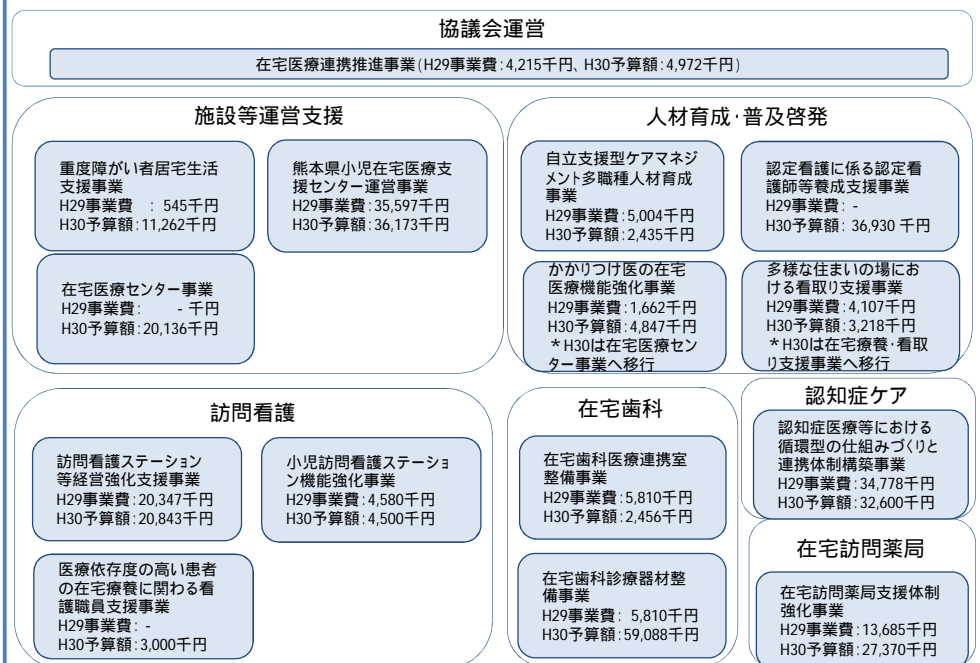 協議会運営
在宅医療連携推進事業(H29事業費:4,215千円、H30予算額:4,972千円)
施設等運営支援
重度障がい者居宅生活
支援事業
H29事業費 : 545千円
H30予算額:11,262千円
熊本県小児在宅医療支
援センター運営事業
H29事業費:35,597千円
H30予算額:36,173千円
在宅医療センター事業
H29事業費: - 千円
H30予算額:20,136千円
人材育成・普及啓発
自立支援型ケアマネジ
メント多職種人材育成
事業
H29事業費:5,004千円
H30予算額:2,435千円
認定看護に係る認定看
護師等養成支援事業
H29事業費: -
H30予算額: 36,930 千円
かかりつけ医の在宅
医療機能強化事業
H29事業費:1,662千円
H30予算額:4,847千円
*H30は在宅医療セン
ター事業へ移行
多様な住まいの場にお
ける看取り支援事業
H29事業費:4,107千円
H30予算額:3,218千円
*H30は在宅療養・看取
り支援事業へ移行
訪問看護
訪問看護ステーション
等経営強化支援事業
H29事業費:20,347千円
H30予算額:20,843千円
小児訪問看護ステーショ
ン機能強化事業
H29事業費:4,580千円
H30予算額:4,500千円
医療依存度の高い患者
の在宅療養に関わる看
護職員支援事業
H29事業費: -
H30予算額:3,000千円
在宅歯科
在宅歯科医療連携室
整備事業
H29事業費:5,810千円
H30予算額:2,456千円
在宅歯科診療器材整
備事業
H29事業費: 5,810千円
H30予算額:59,088千円
認知症ケア
認知症医療等における
循環型の仕組みづくりと
連携体制構築事業
H29事業費:34,778千円
H30予算額:32,600千円
在宅訪問薬局
在宅訪問薬局支援体制
強化事業
H29事業費:13,685千円
H30予算額:27,370千円